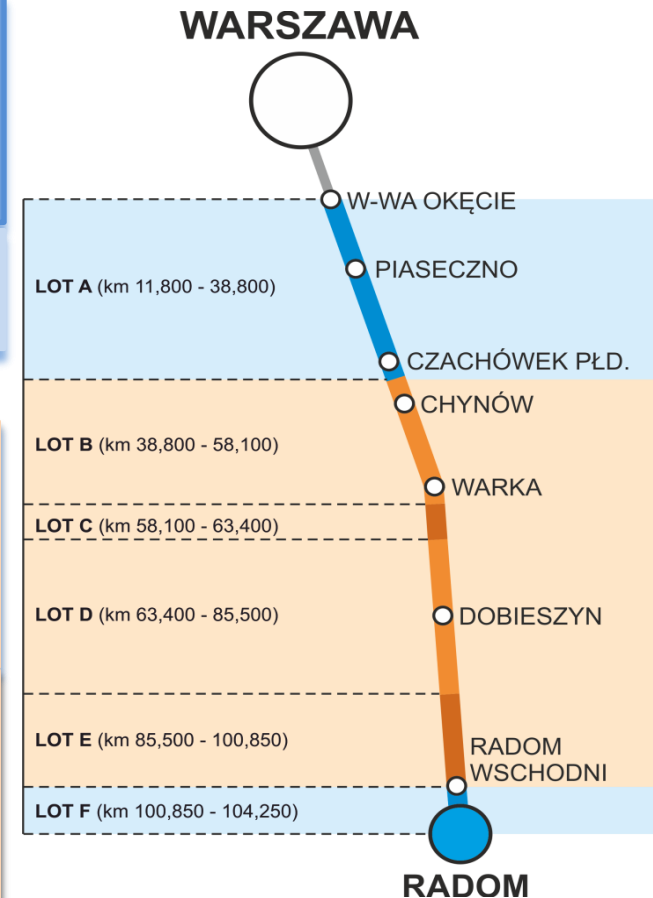 WARSZAWA
W-WA OKĘCIE
PIASECZNO
LOT A (km 11,800 - 38,800)
CZACHÓWEK PŁD.
CHYNÓW
LOT B (km 38,800 - 58,100)
WARKA
LOT C (km 58,100 - 63,400)
LOT D (km 63,400 - 85,500)
DOBIESZYN
LOT E (km 85,500 - 100,850)
RADOM
WSCHODNI
LOT F (km 100,850 - 104,250)
RADOM